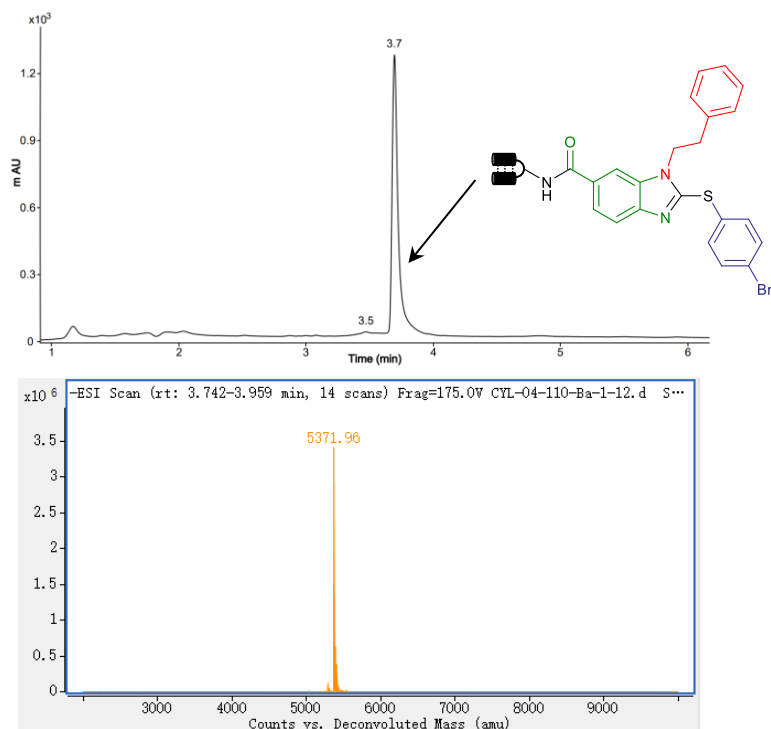 x10³
3.7
1.2
0.9
m AU
0.6
0.3
3.5
0
1 2 3 4 5 6
Time (min)
O
NH
N
N
S
Br
x10 6
-ESI Scan (rt: 3.742-3.959 min, 14 scans) Frag=175.0V CYL-04-110-Ba-1-12.d S…
5371.96
3.5
3
2.5
2
1.5
1
0.5
0
3000 4000 5000 6000 7000 8000 9000
Counts vs. Deconvoluted Mass (amu)